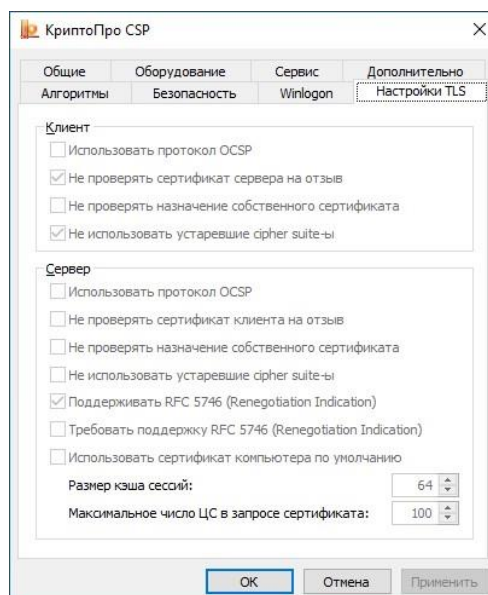 КриптоПро CSP
Общие Оборудование Сервис Дополнительно
Алгоритмы Безопасность Winlogon Настройки TLS
Клиент
Использовать протокол OCSP
Не проверять сертификат сервера на отзыв
Не проверять назначение собственного сертификата
Не использовать устаревшие cipher suite-ы
Сервер
Использовать протокол OCSP
Не проверять сертификат клиента на отзыв
Не проверять назначение собственного сертификата
Не использовать устаревшие cipher suite-ы
Поддерживать RFC 5746 (Renegotiation Indication)
Требовать поддержку RFC 5746 (Renegotiation Indication)
Использовать сертификат компьютера по умолчанию
Размер кэша сессий: 64
Максимальное число ЦС в запросе сертификата: 100
ОК Отмена Применить